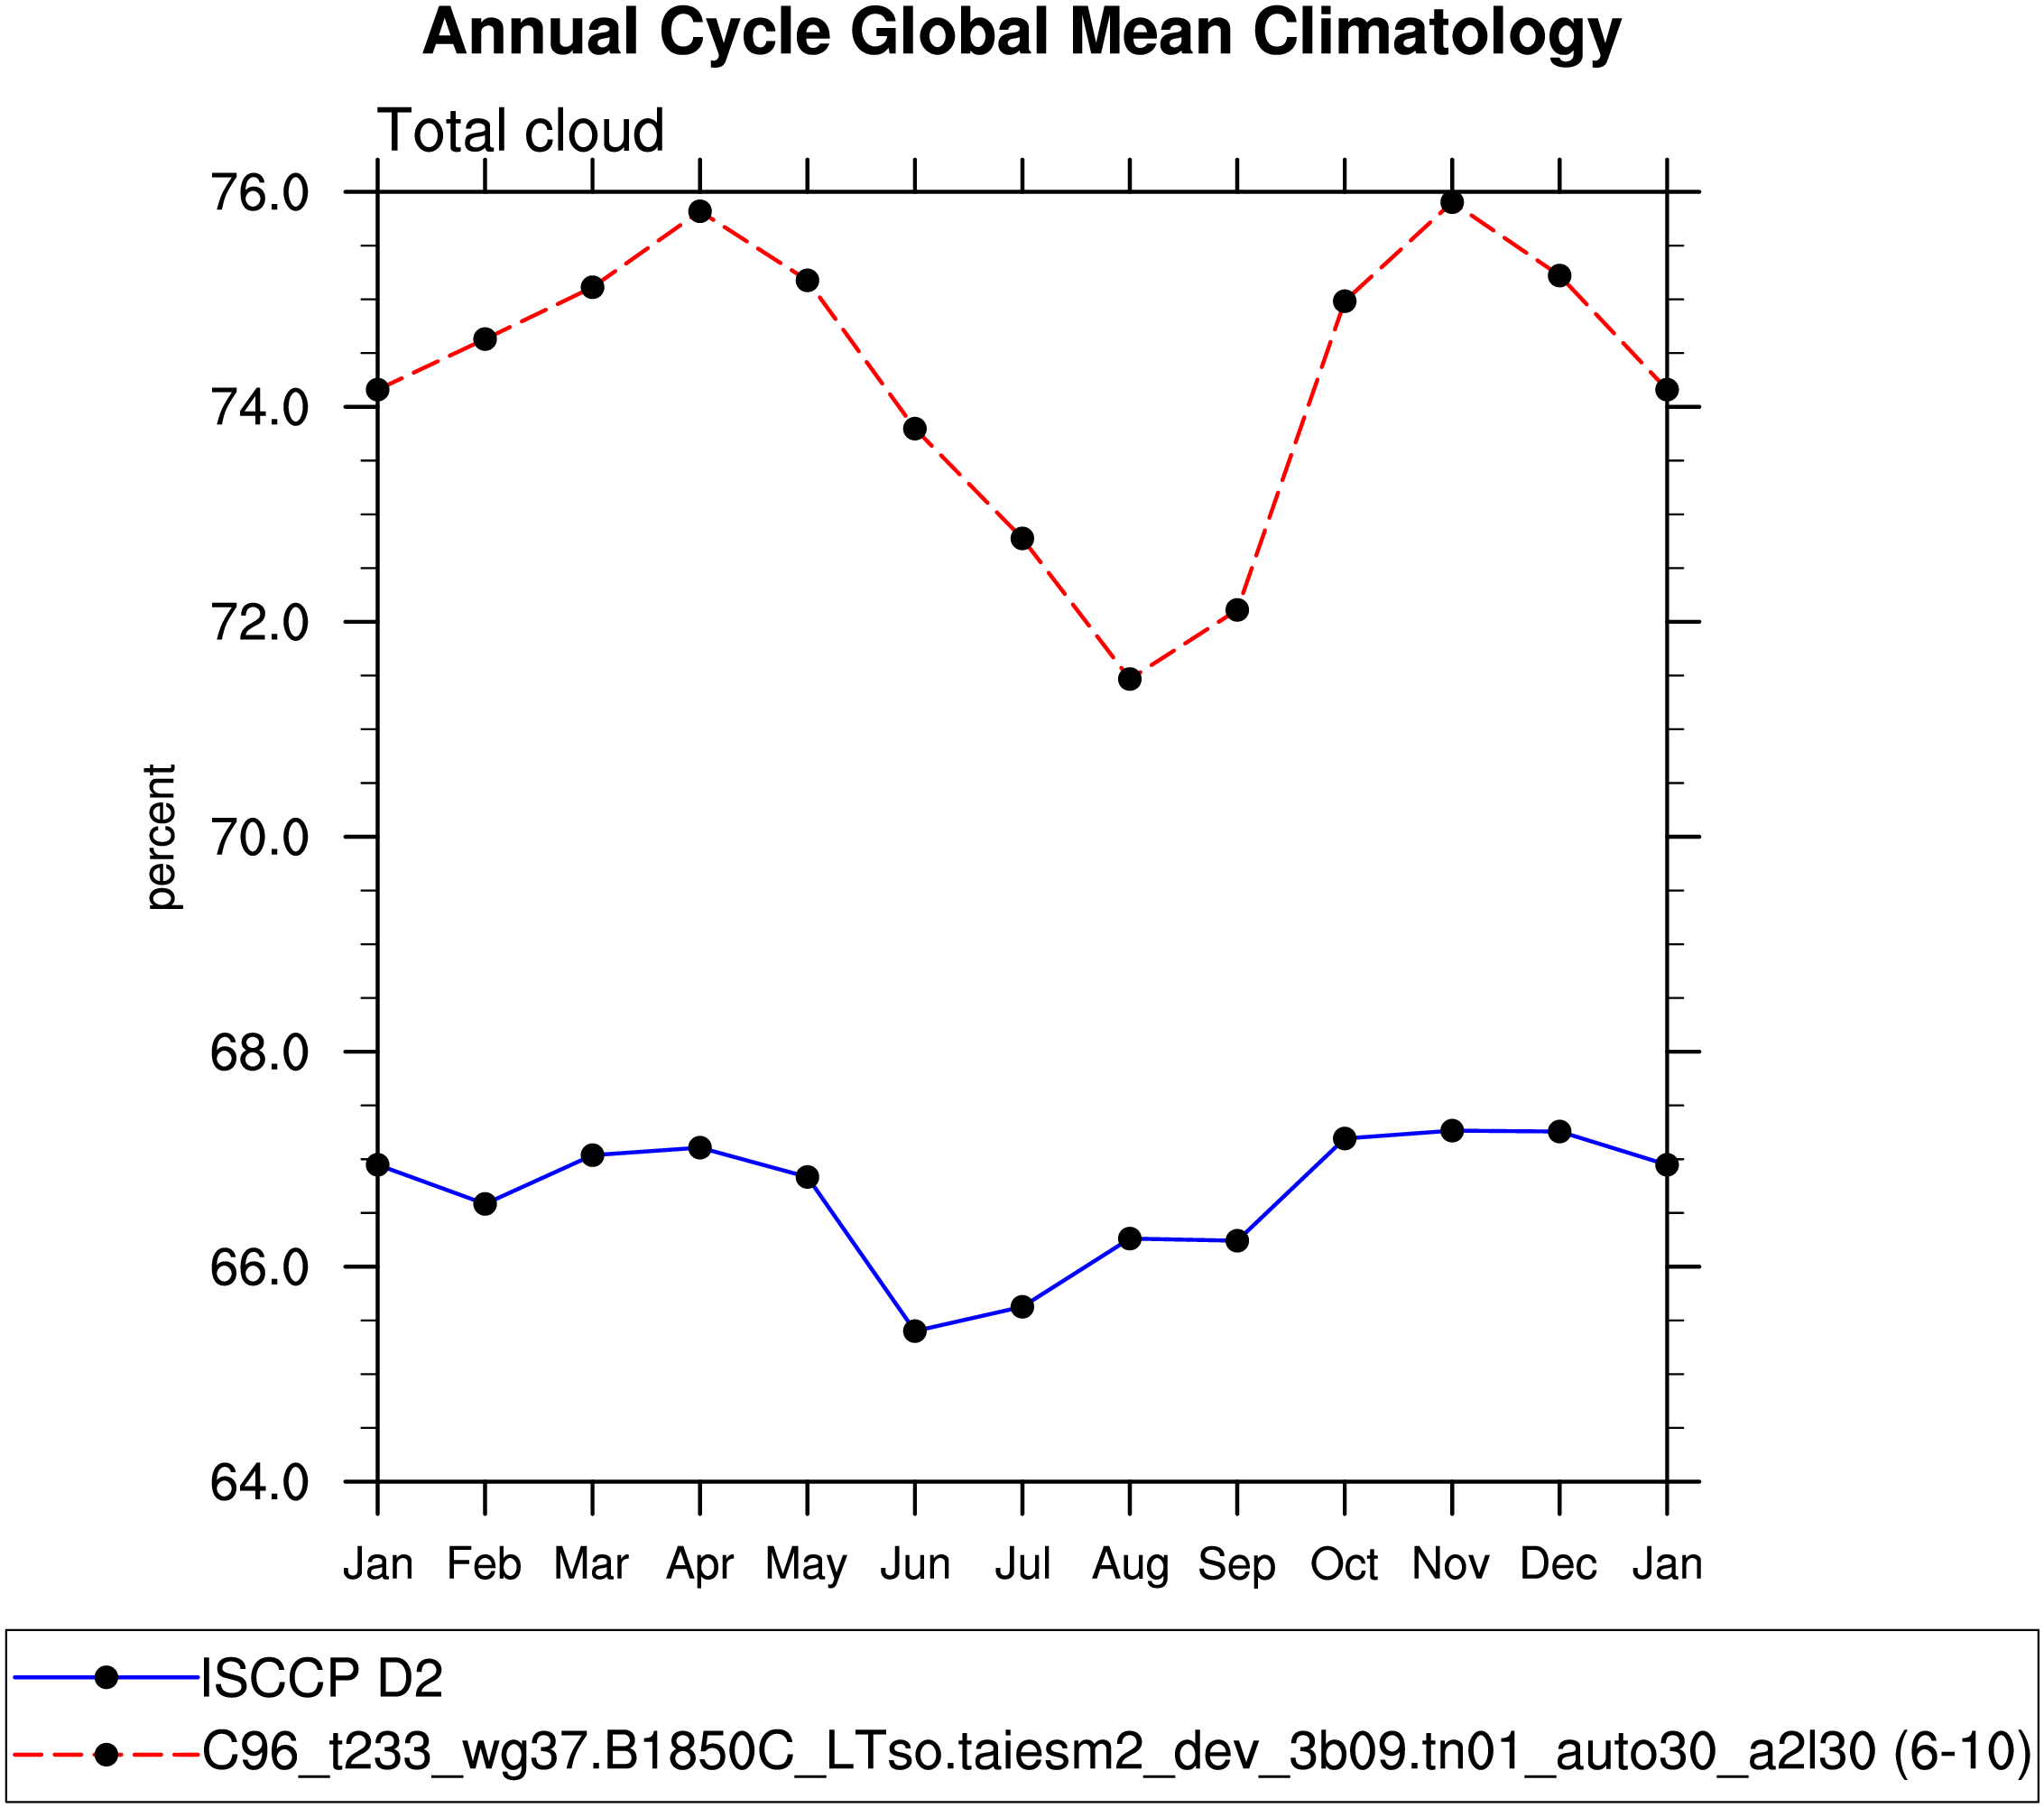 Annual Cycle Global Mean Climatology
Total cloud
76.0
74.0
72.0
70.0
68.0
66.0
64.0
percent
Jan Feb Mar Apr May Jun Jul Aug Sep Oct Nov Dec Jan
ISCCP D2
C96_t233_wg37.B1850C_LTso.taiesm2_dev_3b09.tn01_auto30_a2l30 (6-10)